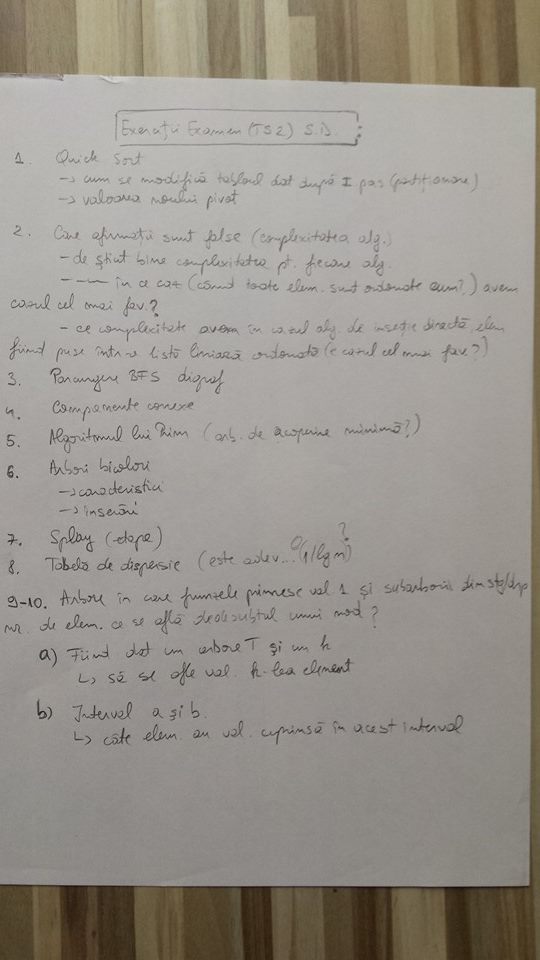 Exerciții Examen (TS2) S.D.
1. Quick Sort
→ cum se modifică tabloul dat după I pas (partiționare)
→ valoarea noului pivot
2. Care afirmații sunt false (complexitatea alg.)
- de știut bine complexitatea pt. fiecare alg.
- —— în ce caz (când toate elem. sunt ordonate cum?) avem
cazul cel mai fav.?
- ce complexitate avem în cazul alg. de inserție directă, elem
fiind puse într-o listă liniară ordonată (e cazul cel mai fav.?)
3. Parcurgere BFS digraf
4. Componente conexe
5. Algoritmul lui Prim (arb. de acoperire minimă?)
6. Arbori bicolori
→ caracteristici
→ inserări
7. Splay (etape)
8. Tabela de dispersie (este adev... O(1/lg n)?
9-10. Arbore în care frunzele primesc val. 1 și subarborii din stg/drp
nr. de elem. ce se află dedesubtul unui nod?
a) Fiind dat un arbore T și un k
↳ să se afle val. k-lea element
b) Interval a și b.
↳ câte elem. au val. cuprinsă în acest interval